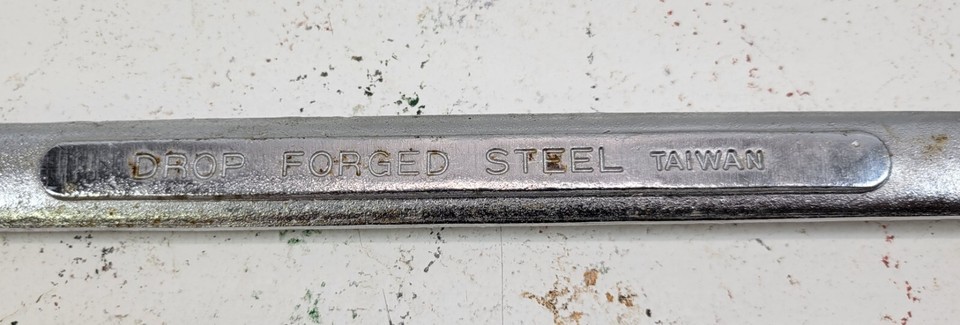 DROP FORGED STEEL TAIWAN